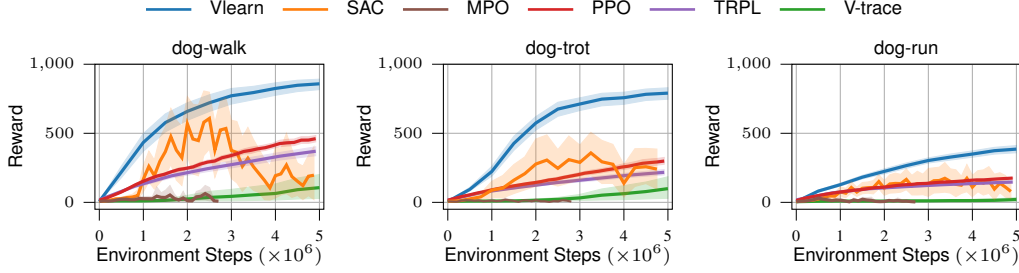 Vlearn SAC MPO PPO TRPL V-trace
dog-walk dog-trot dog-run
1,000 1,000 1,000
500 500 500
0 0 0
Reward Reward Reward
0 1 2 3 4 5 0 1 2 3 4 5 0 1 2 3 4 5
Environment Steps (×10⁶) Environment Steps (×10⁶) Environment Steps (×10⁶)